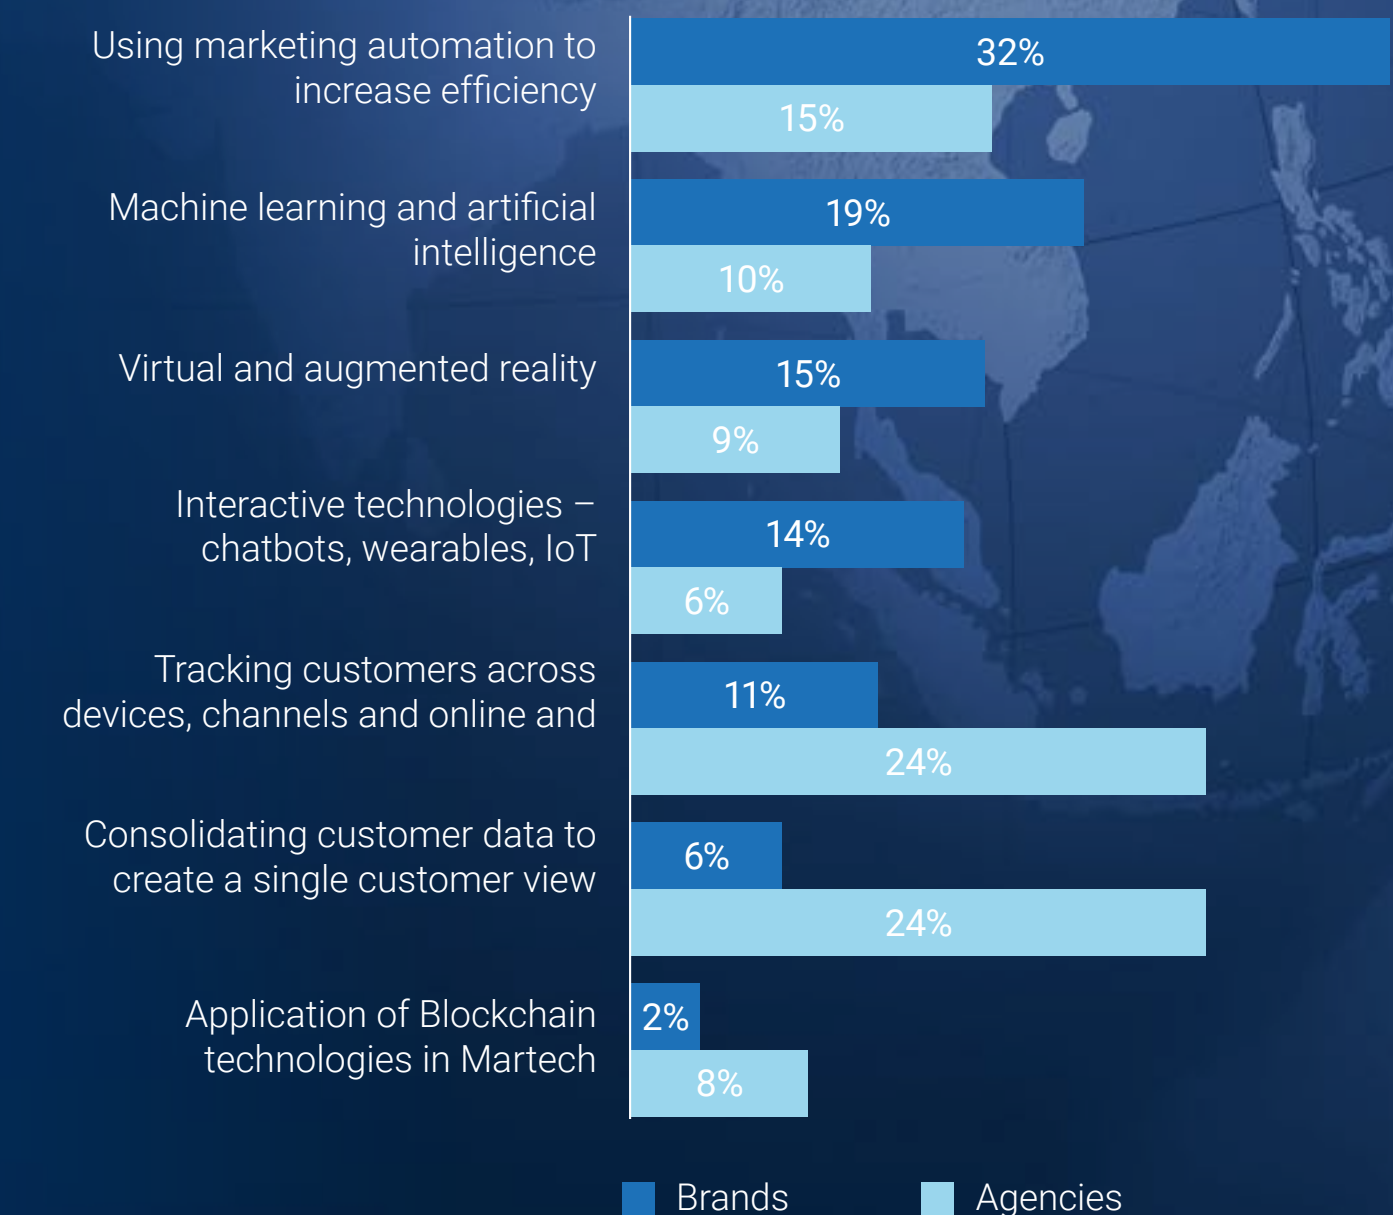 Using marketing automation to
increase efficiency
32%
15%
Machine learning and artificial
intelligence
19%
10%
Virtual and augmented reality
15%
9%
Interactive technologies –
chatbots, wearables, IoT
14%
6%
Tracking customers across
devices, channels and online and
11%
24%
Consolidating customer data to
create a single customer view
6%
24%
Application of Blockchain
technologies in Martech
2%
8%
Brands
Agencies